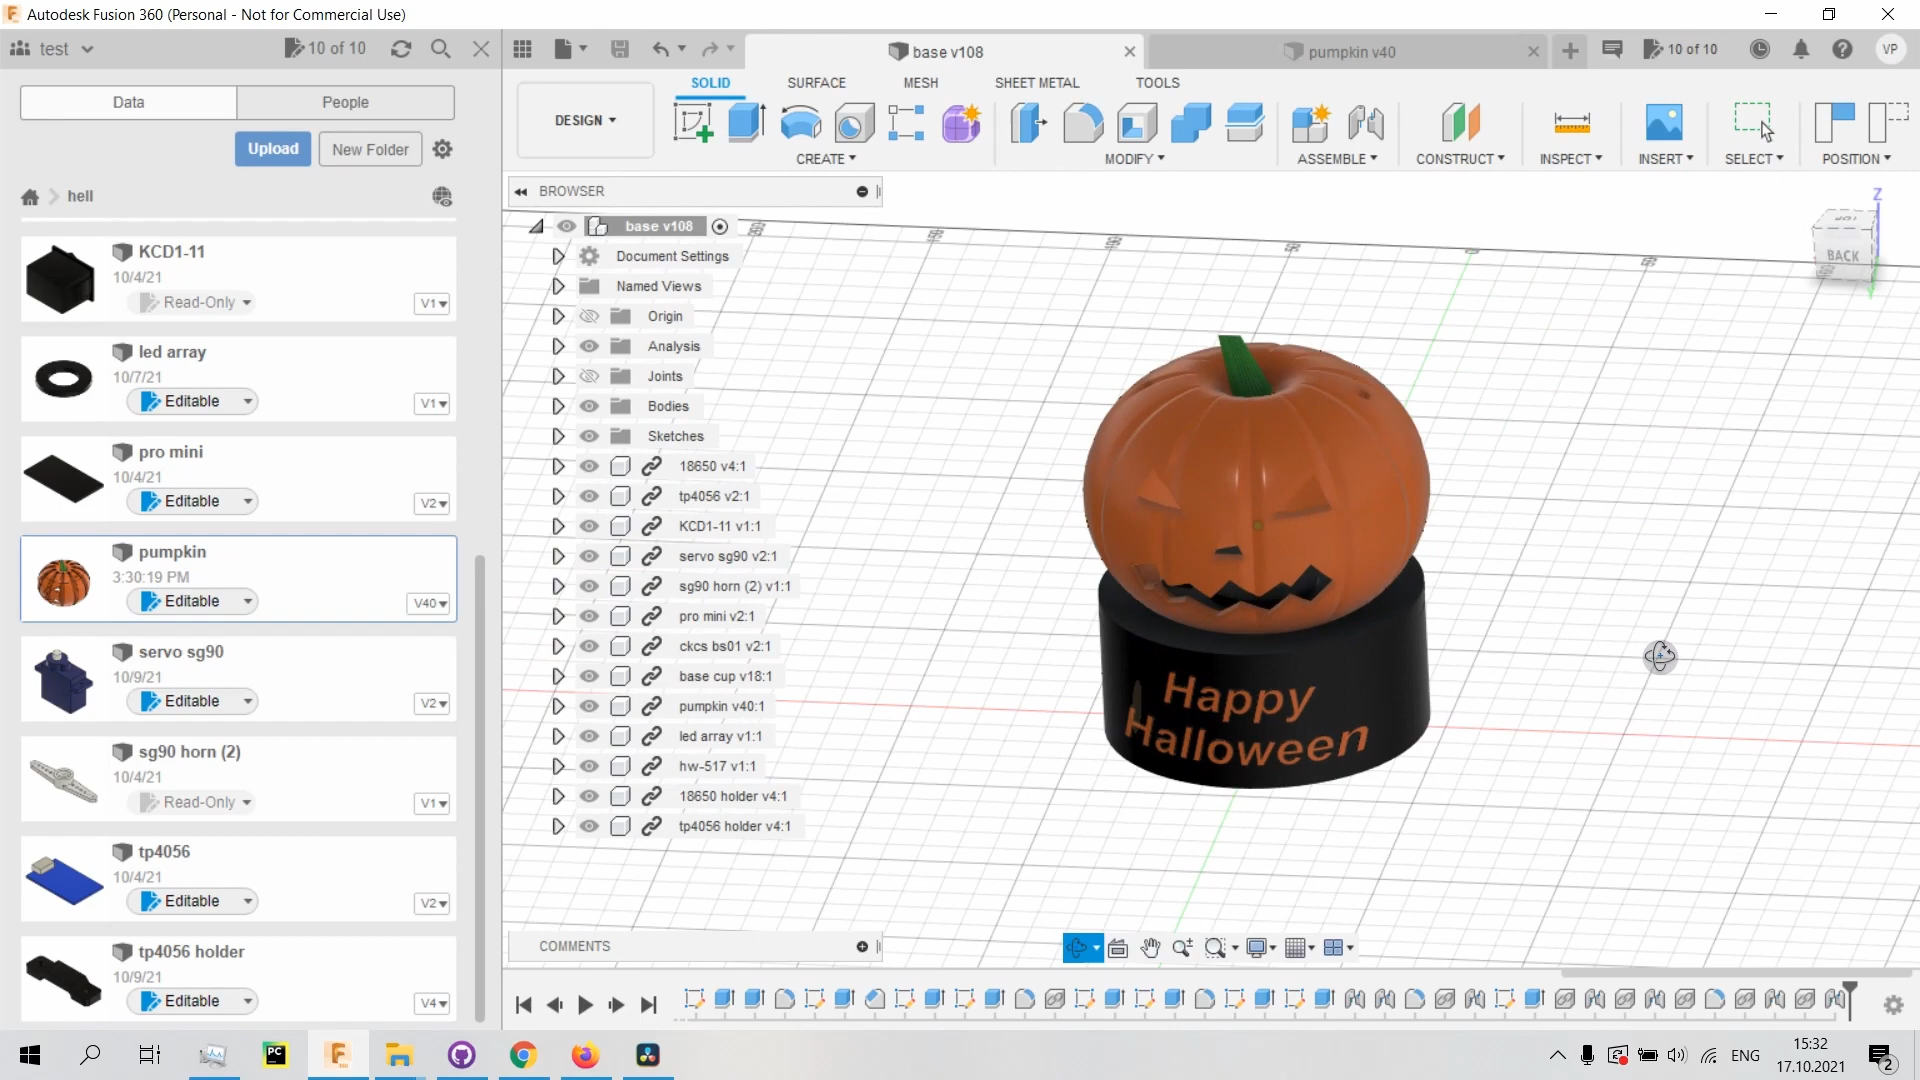 Autodesk Fusion 360 (Personal - Not for Commercial Use)
test
10 of 10
base v108
pumpkin v40
10 of 10
VP
Data
People
Upload
New Folder
hell
DESIGN
SOLID
SURFACE
MESH
SHEET METAL
TOOLS
CREATE
MODIFY
ASSEMBLE
CONSTRUCT
INSPECT
INSERT
SELECT
POSITION
KCD1-11
10/4/21
Read-Only
V1
led array
10/7/21
Editable
V1
pro mini
10/4/21
Editable
V2
pumpkin
3:30:19 PM
Editable
V40
servo sg90
10/9/21
Editable
V2
sg90 horn (2)
10/4/21
Read-Only
V1
tp4056
10/4/21
Editable
V2
tp4056 holder
10/9/21
Editable
V4
BROWSER
base v108
Document Settings
Named Views
Origin
Analysis
Joints
Bodies
Sketches
18650 v4:1
tp4056 v2:1
KCD1-11 v1:1
servo sg90 v2:1
sg90 horn (2) v1:1
pro mini v2:1
ckcs bs01 v2:1
base cup v18:1
pumpkin v40:1
led array v1:1
hw-517 v1:1
18650 holder v4:1
tp4056 holder v4:1
Z
BACK
Happy
Halloween
COMMENTS
PC
ENG
15:32
17.10.2021
2